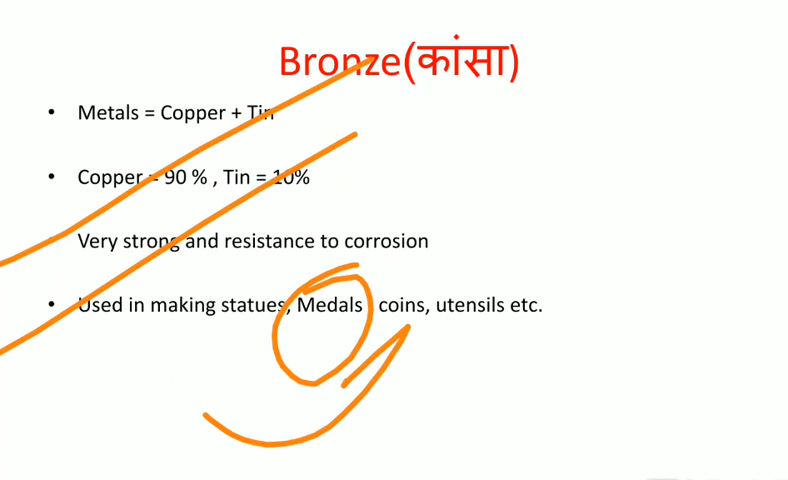 Bronze(कांसा)
• Metals = Copper + Tin
• Copper = 90 % , Tin = 10%
Very strong and resistance to corrosion
• Used in making statues, Medals coins, utensils etc.